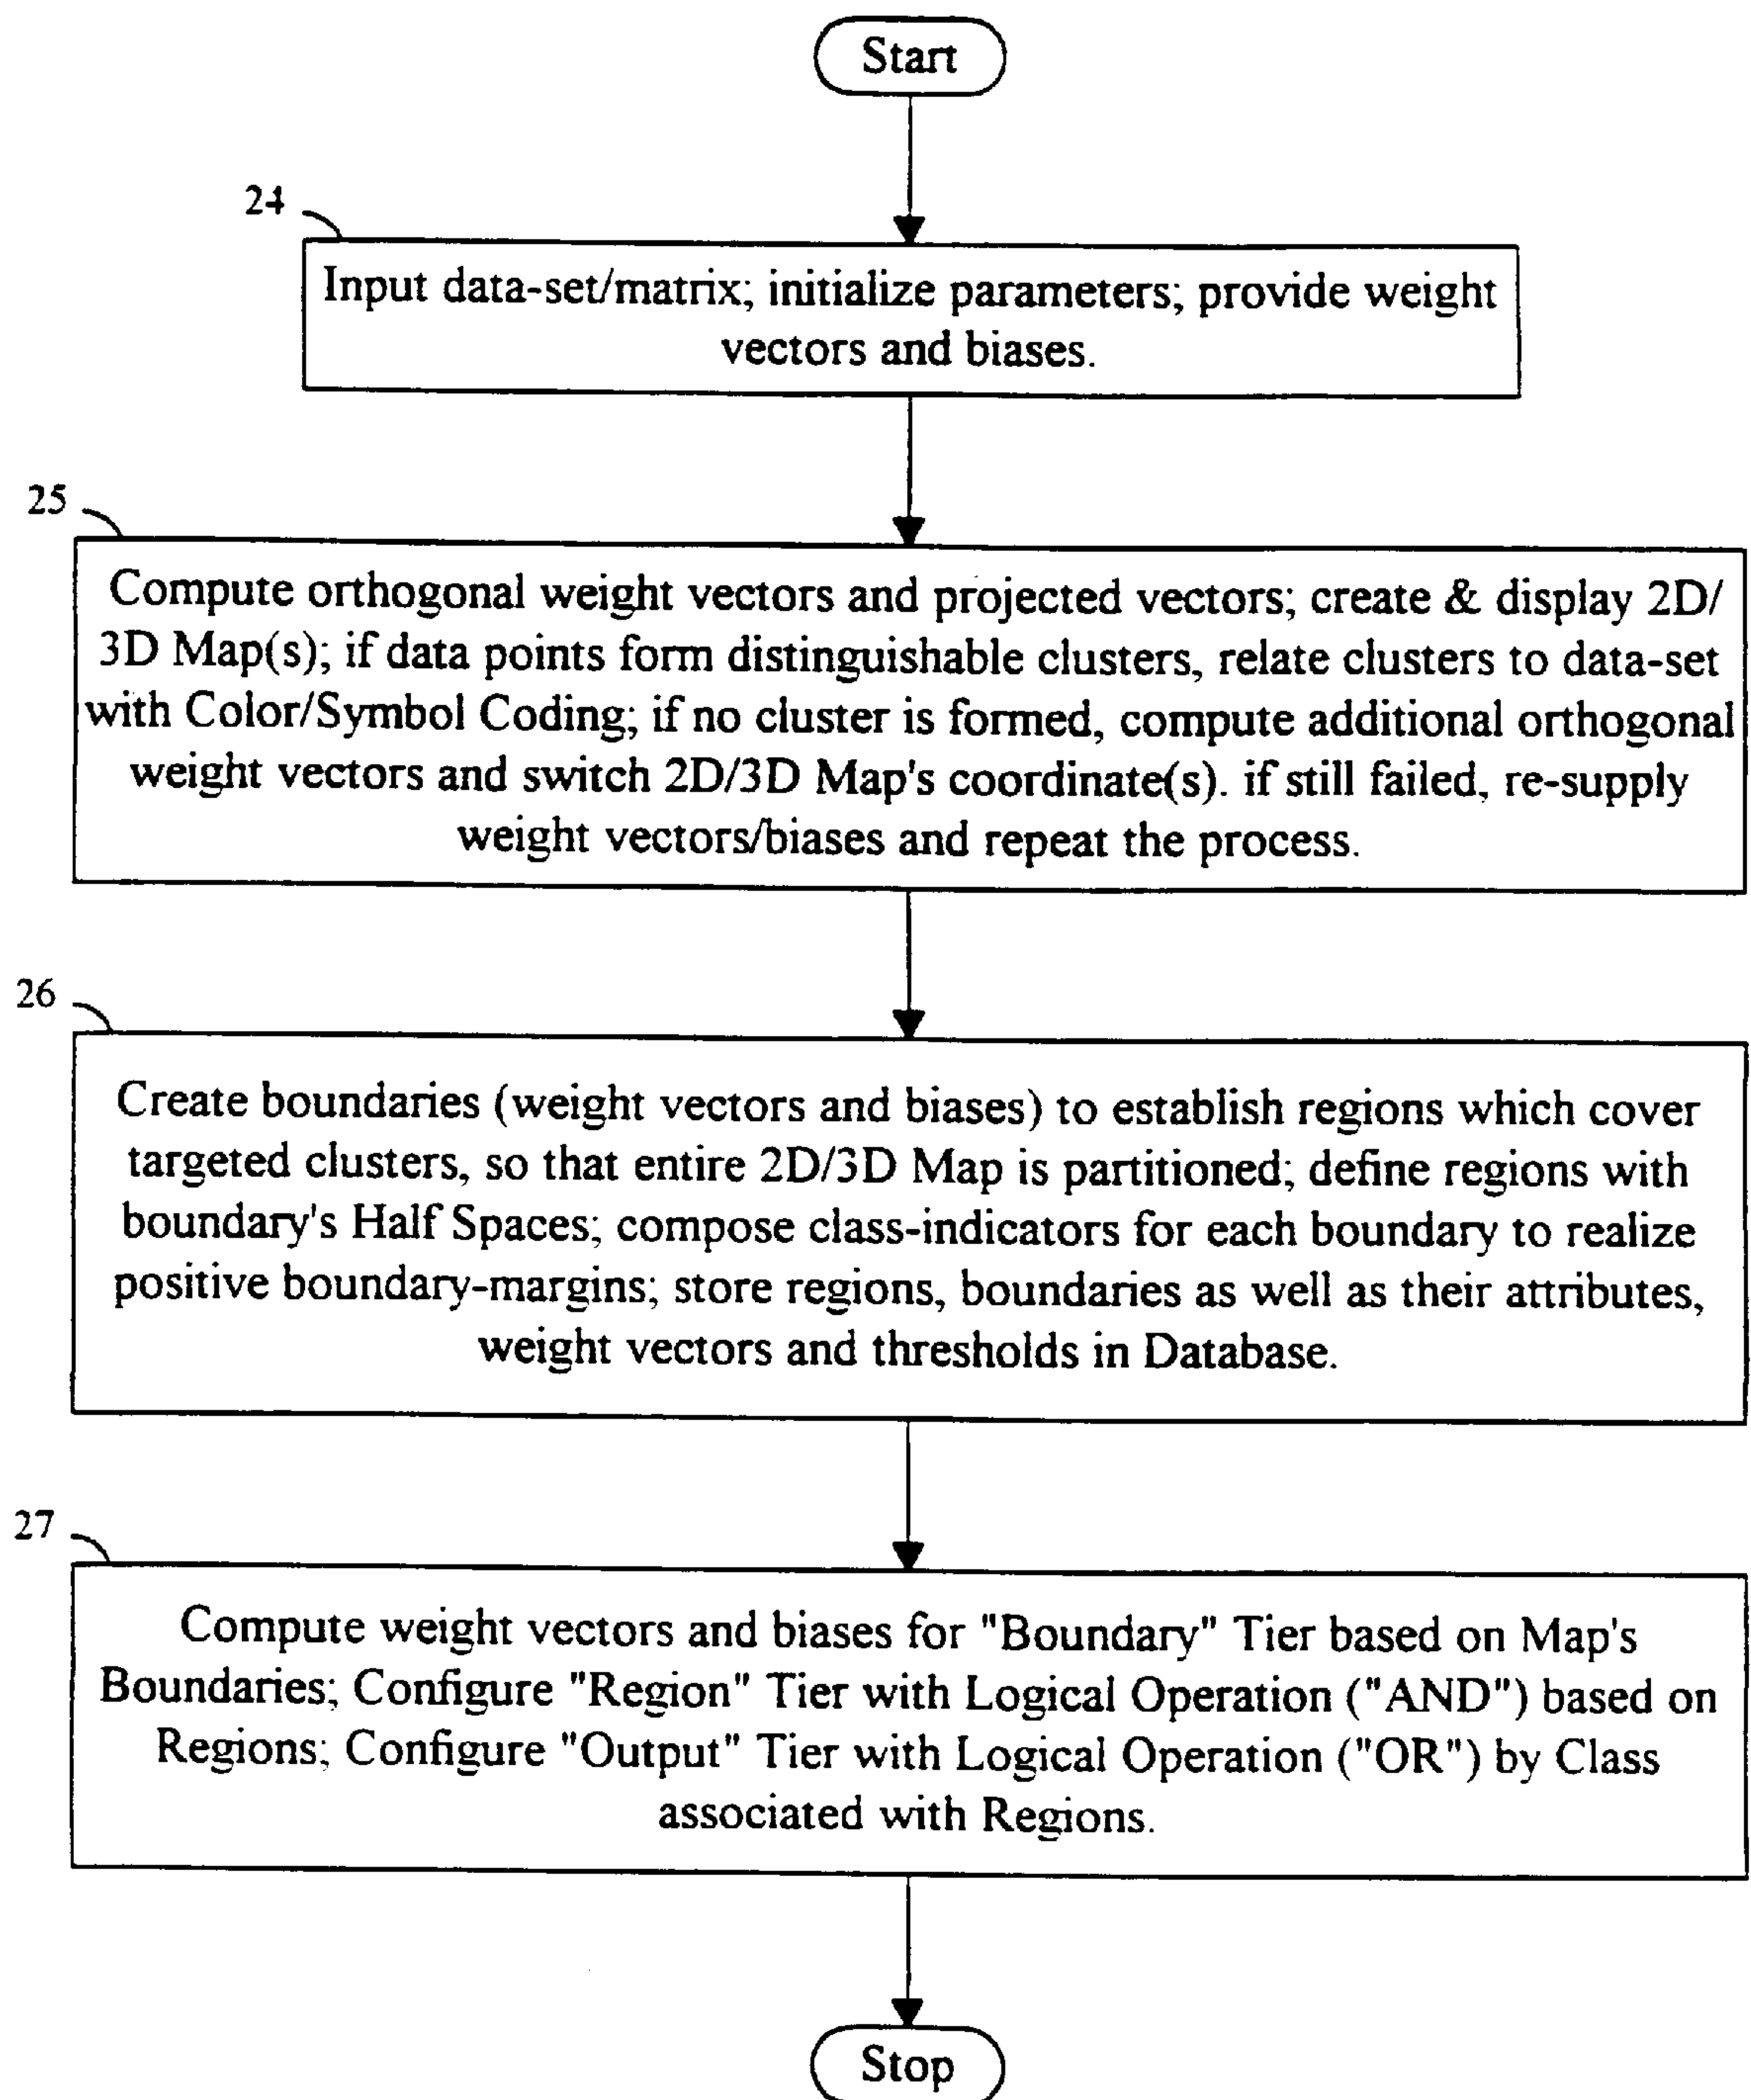 Start
24
Input data-set/matrix; initialize parameters; provide weight
vectors and biases.
25
Compute orthogonal weight vectors and projected vectors; create & display 2D/
3D Map(s); if data points form distinguishable clusters, relate clusters to data-set
with Color/Symbol Coding; if no cluster is formed, compute additional orthogonal
weight vectors and switch 2D/3D Map's coordinate(s). if still failed, re-supply
weight vectors/biases and repeat the process.
26
Create boundaries (weight vectors and biases) to establish regions which cover
targeted clusters, so that entire 2D/3D Map is partitioned; define regions with
boundary's Half Spaces; compose class-indicators for each boundary to realize
positive boundary-margins; store regions, boundaries as well as their attributes,
weight vectors and thresholds in Database.
27
Compute weight vectors and biases for "Boundary" Tier based on Map's
Boundaries; Configure "Region" Tier with Logical Operation ("AND") based on
Regions; Configure "Output" Tier with Logical Operation ("OR") by Class
associated with Regions.
Stop